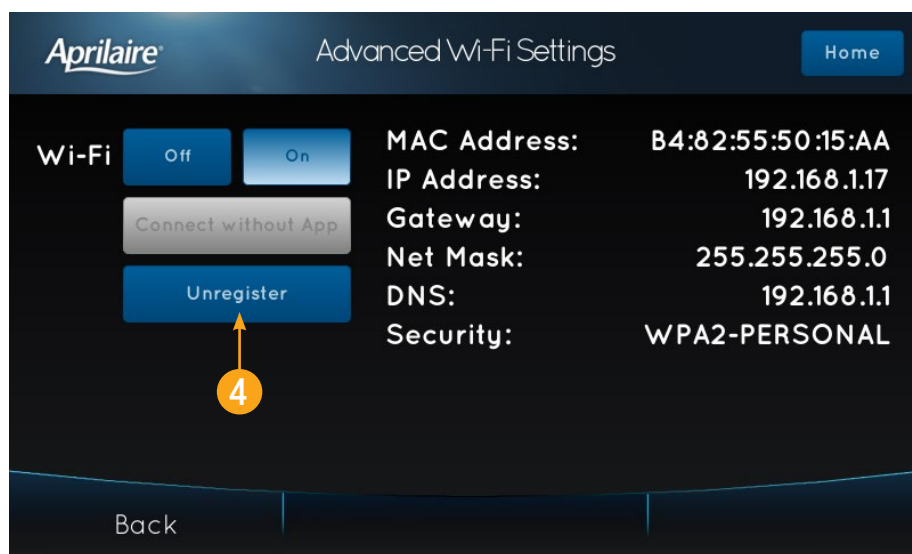 Aprilaire® Advanced Wi-Fi Settings Home
Wi-Fi Off On MAC Address: B4:82:55:50:15:AA
IP Address: 192.168.1.17
Connect without App Gateway: 192.168.1.1
Net Mask: 255.255.255.0
Unregister DNS: 192.168.1.1
Security: WPA2-PERSONAL
4
Back